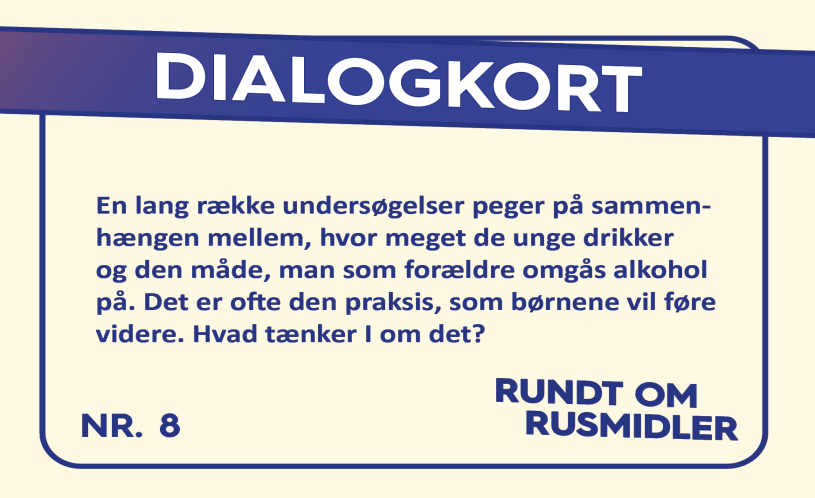 DIALOGKORT
En lang række undersøgelser peger på sammen-
hængen mellem, hvor meget de unge drikker
og den måde, man som forældre omgås alkohol
på. Det er ofte den praksis, som børnene vil føre
videre. Hvad tænker I om det?
NR. 8
RUNDT OM
RUSMIDLER